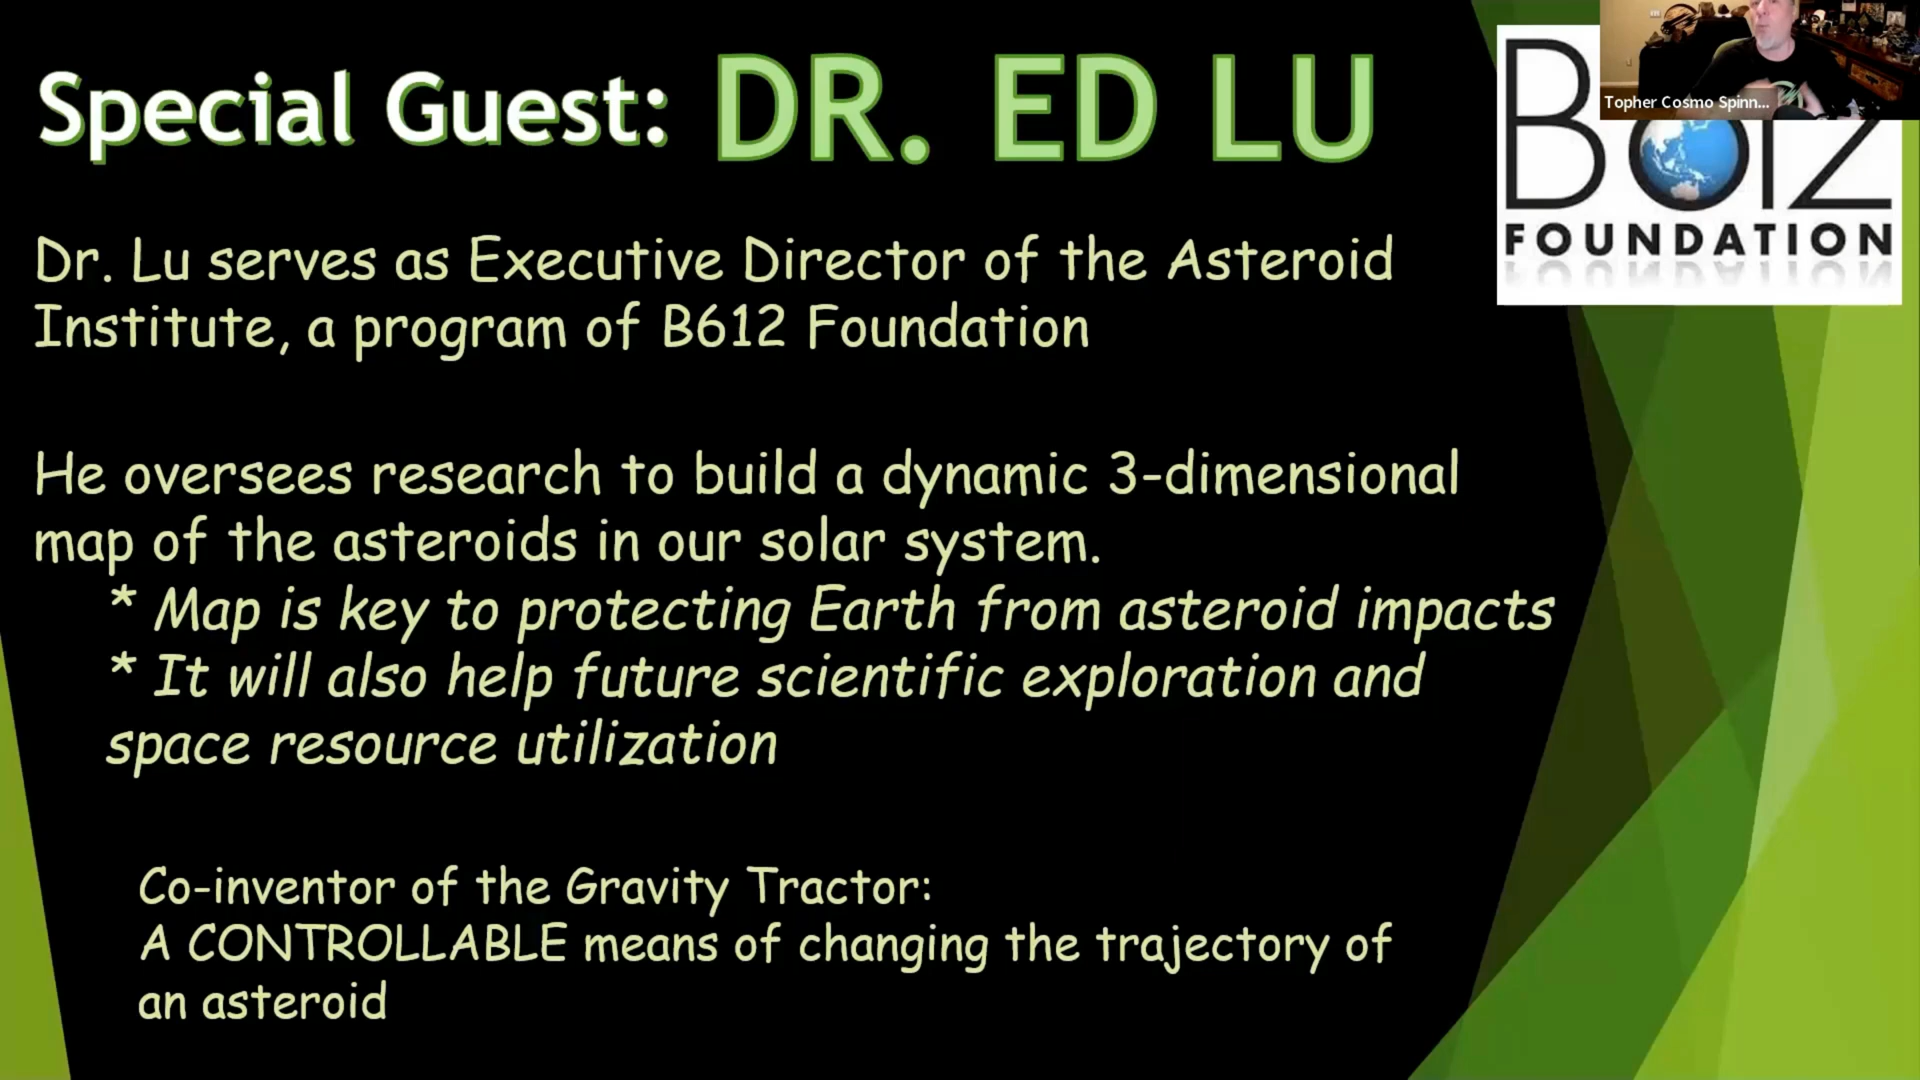 Special Guest: DR. ED LU
Topher Cosmo Spinn...
B612
FOUNDATION
Dr. Lu serves as Executive Director of the Asteroid
Institute, a program of B612 Foundation
He oversees research to build a dynamic 3-dimensional
map of the asteroids in our solar system.
* Map is key to protecting Earth from asteroid impacts
* It will also help future scientific exploration and
space resource utilization
Co-inventor of the Gravity Tractor:
A CONTROLLABLE means of changing the trajectory of
an asteroid